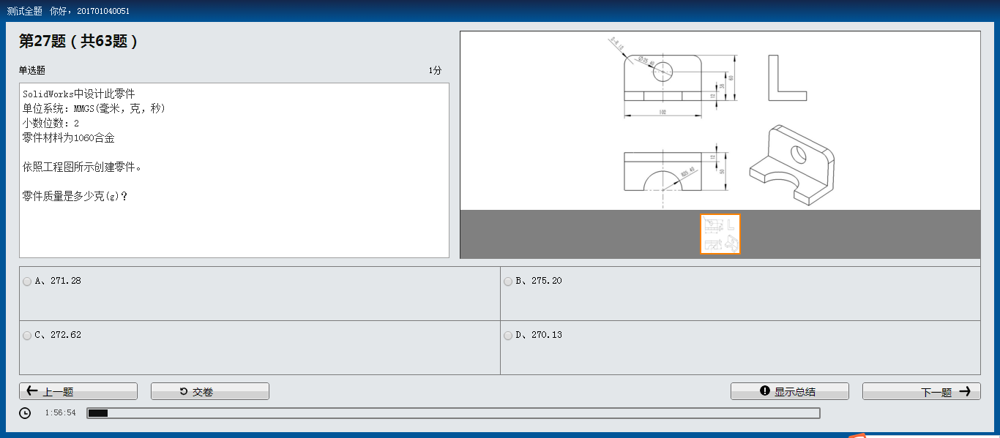 测试全题 你好，201701040051
第27题（共63题）
单选题 1分
SolidWorks中设计此零件
单位系统：MMGS(毫米，克，秒)
小数位数：2
零件材料为1060合金
依照工程图所示创建零件。
零件质量是多少克(g)？
Ф25.40
38
60
12
102
12
50
R25.40
A、271.28
B、275.20
C、272.62
D、270.13
上一题
交卷
显示总结
下一题
1:56:54